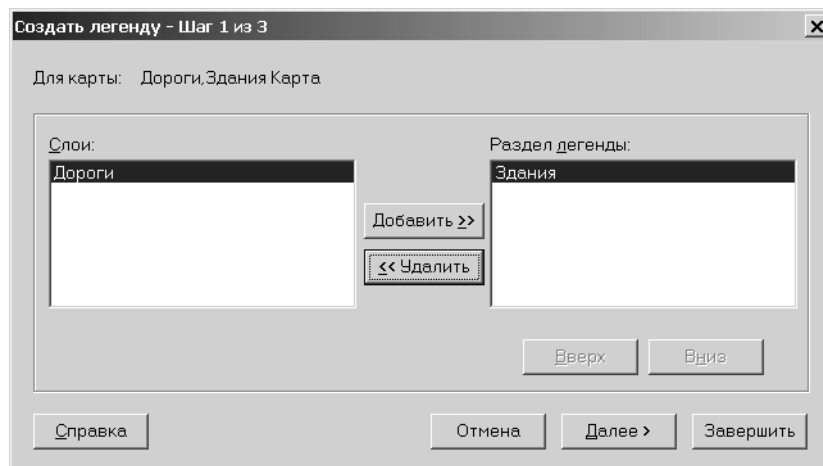 Создать легенду - Шаг 1 из 3
Для карты: Дороги,Здания Карта
Слои:
Раздел легенды:
Дороги
Здания
Добавить >>
<< Удалить
Вверх
Вниз
Справка
Отмена
Далее >
Завершить